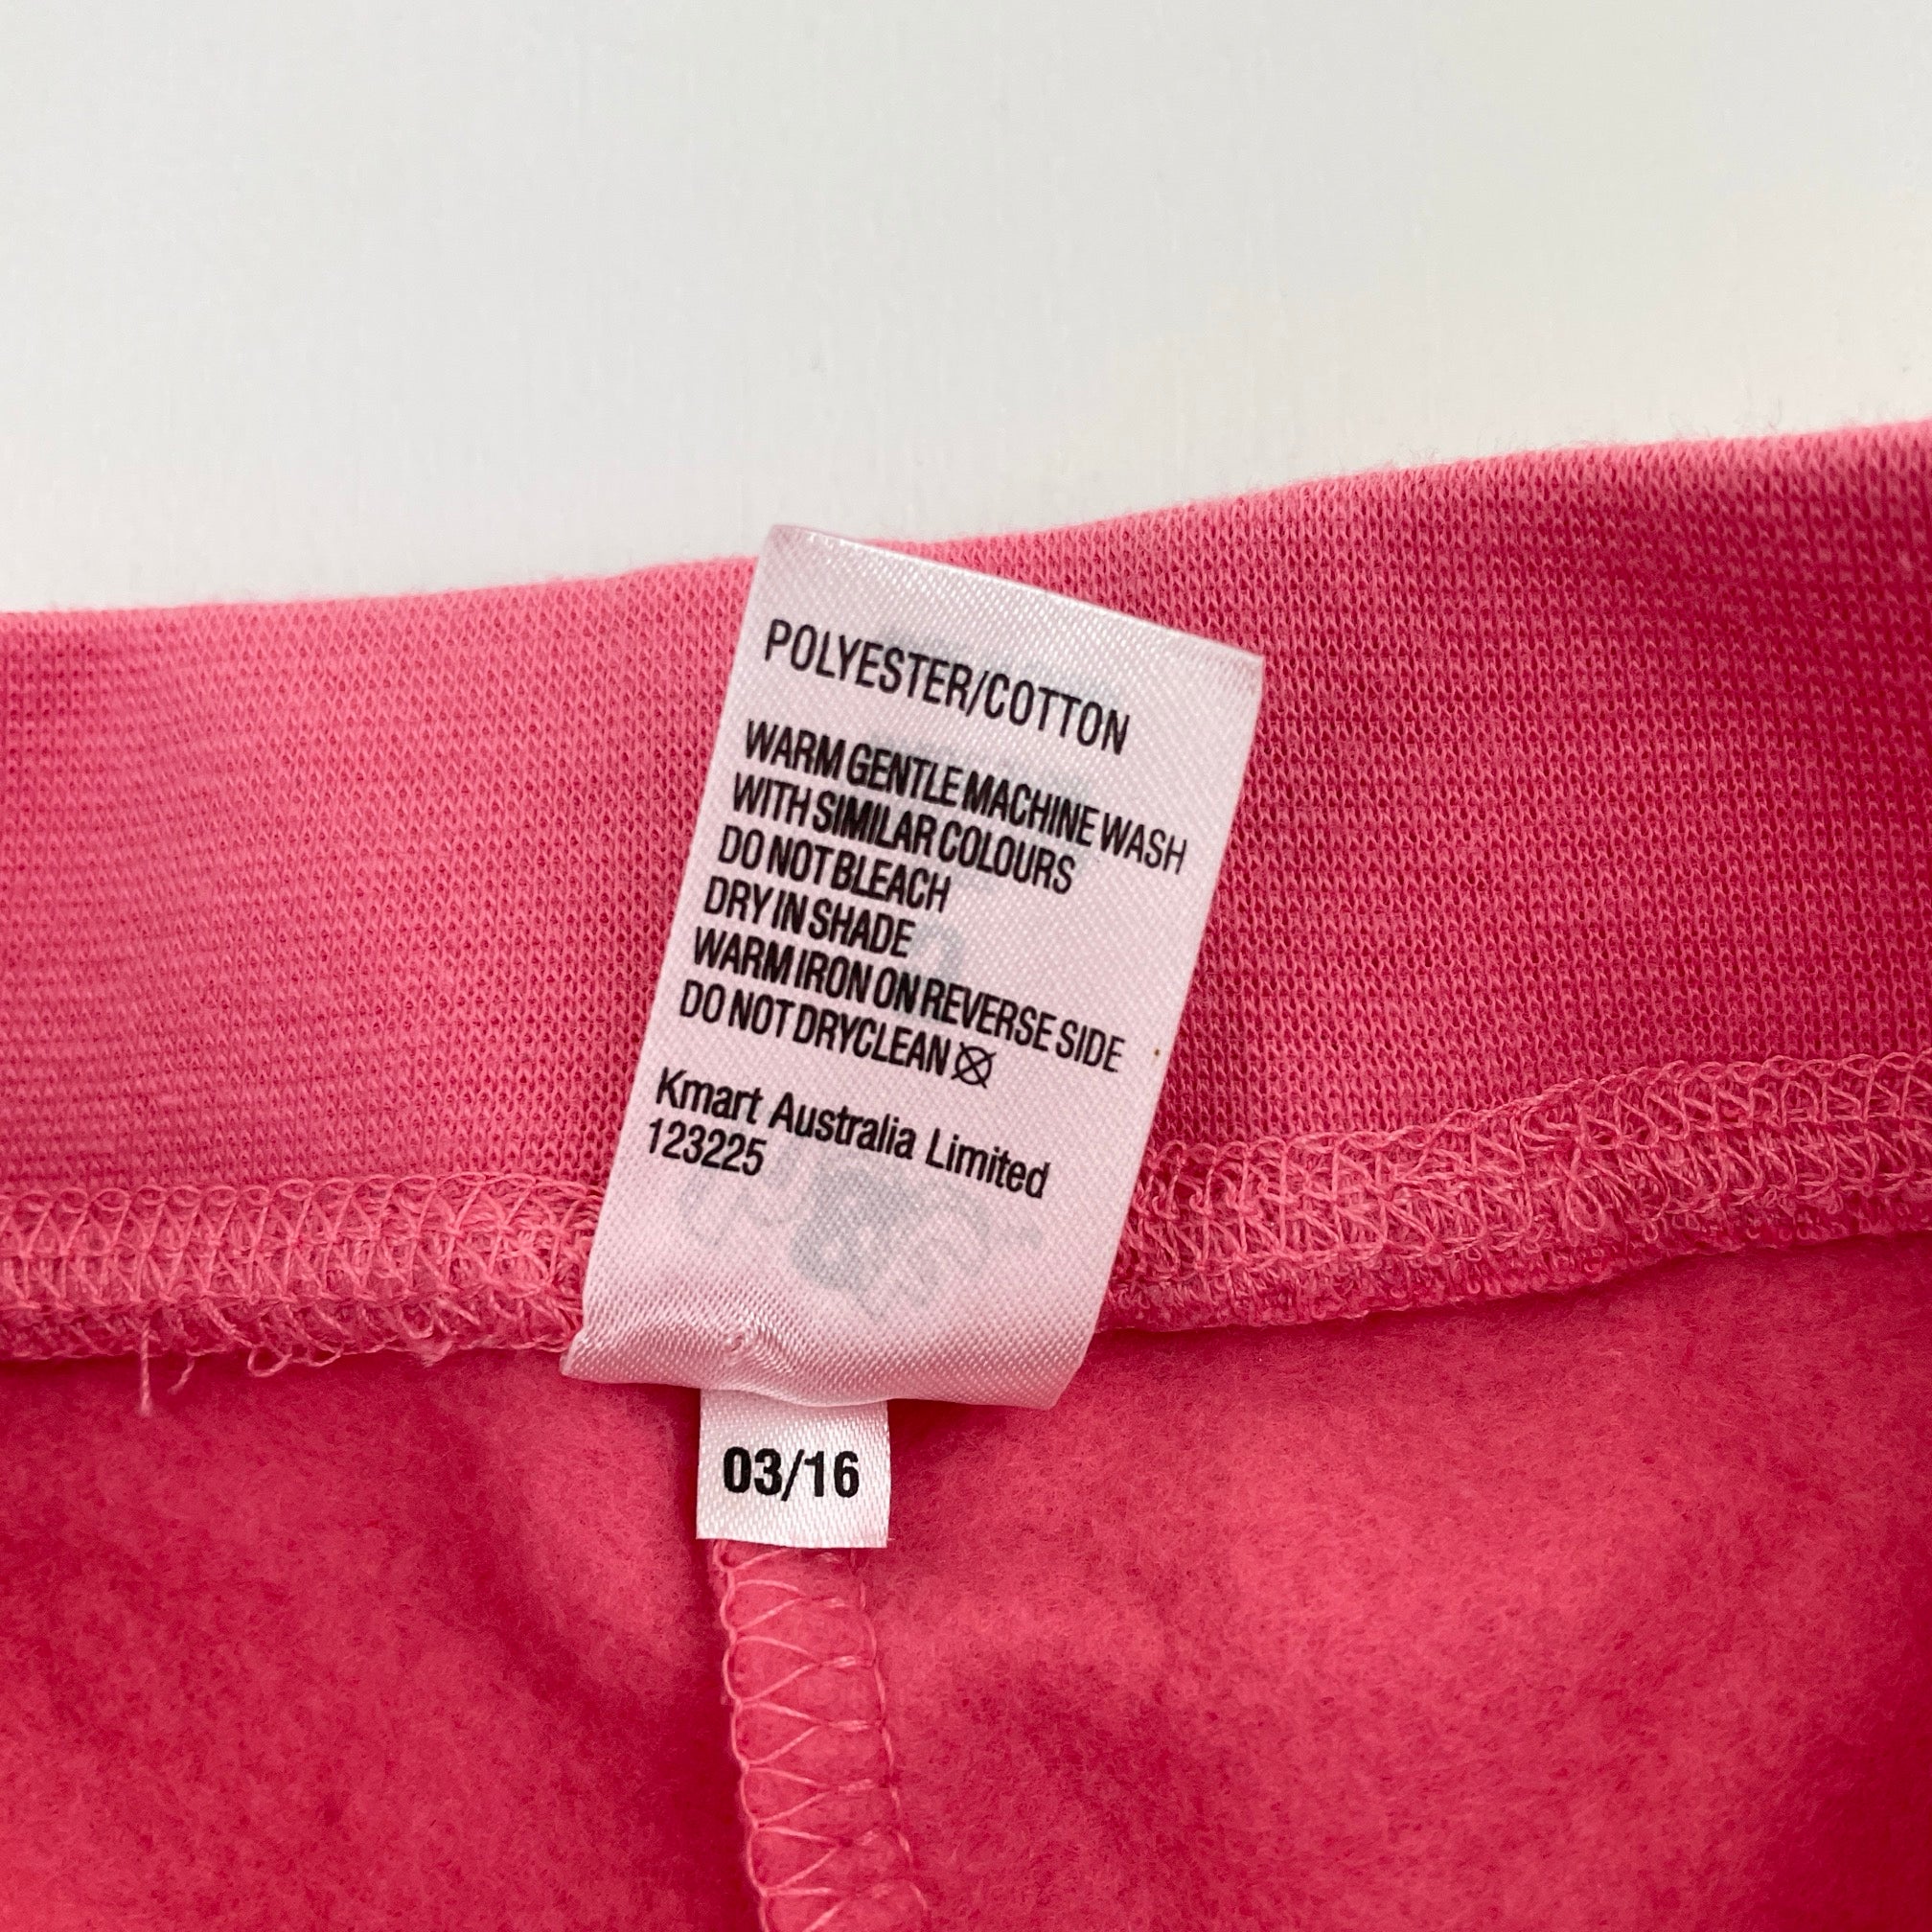 POLYESTER/COTTON
WARM GENTLE MACHINE WASH
WITH SIMILAR COLOURS
DO NOT BLEACH
DRY IN SHADE
WARM IRON ON REVERSE SIDE
DO NOT DRYCLEAN
Kmart Australia Limited
123225
03/16